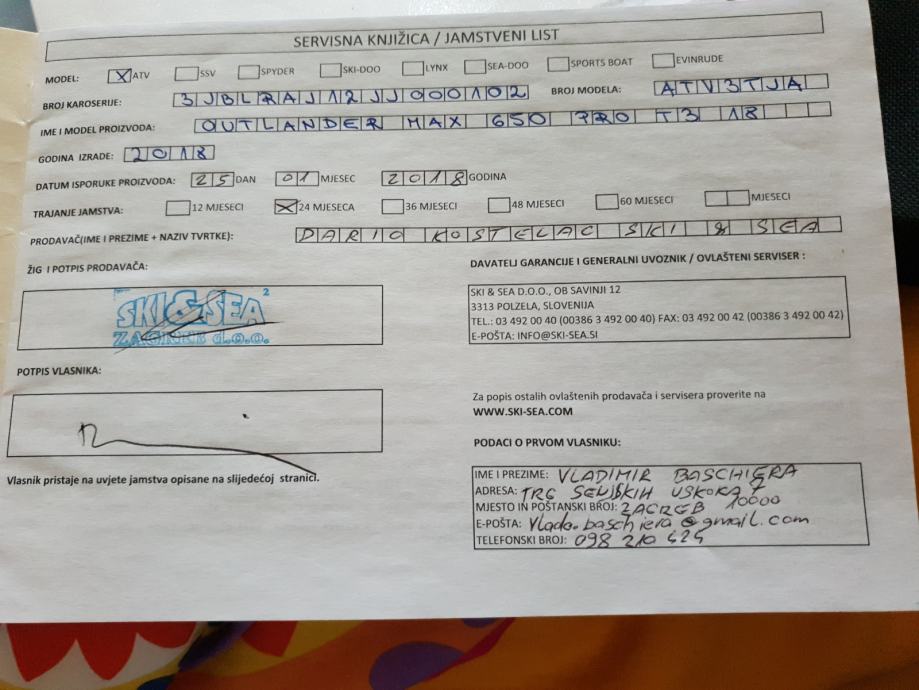 SERVISNA KNJIŽICA / JAMSTVENI LIST
MODEL: X ATV SSV SPYDER SKI-DOO LYNX SEA-DOO SPORTS BOAT EVINRUDE
BROJ KAROSERIJE: 3JBLRAJ12JJ000102 BROJ MODELA: ATV3TJA
IME I MODEL PROIZVODA: OUTLANDER MAX 650 PRO T3 18
GODINA IZRADE: 2018
DATUM ISPORUKE PROIZVODA: 25 DAN 01 MJESEC 2018 GODINA
TRAJANJE JAMSTVA: 12 MJESECI X 24 MJESECA 36 MJESECI 48 MJESECI 60 MJESECI MJESECI
PRODAVAČ(IME I PREZIME + NAZIV TVRTKE): DARIO KOSTELAC SKI & SEA
ŽIG I POTPIS PRODAVAČA:
SKI&SEA 2
ZAGREB d.o.o.
POTPIS VLASNIKA:
Vlasnik pristaje na uvjete jamstva opisane na slijedećoj stranici.
DAVATELJ GARANCIJE I GENERALNI UVOZNIK / OVLAŠTENI SERVISER :
SKI & SEA D.O.O., OB SAVINJI 12
3313 POLZELA, SLOVENIJA
TEL.: 03 492 00 40 (00386 3 492 00 40) FAX: 03 492 00 42 (00386 3 492 00 42)
E-POŠTA: INFO@SKI-SEA.SI
Za popis ostalih ovlaštenih prodavača i servisera proverite na
WWW.SKI-SEA.COM
PODACI O PRVOM VLASNIKU:
IME I PREZIME: VLADIMIR BASCHIERA
ADRESA: TRG SENJSKIH USKOKA 7
MJESTO IN POŠTANSKI BROJ: ZAGREB 10000
E-POŠTA: Vlado.baschiera@gmail.com
TELEFONSKI BROJ: 098 210